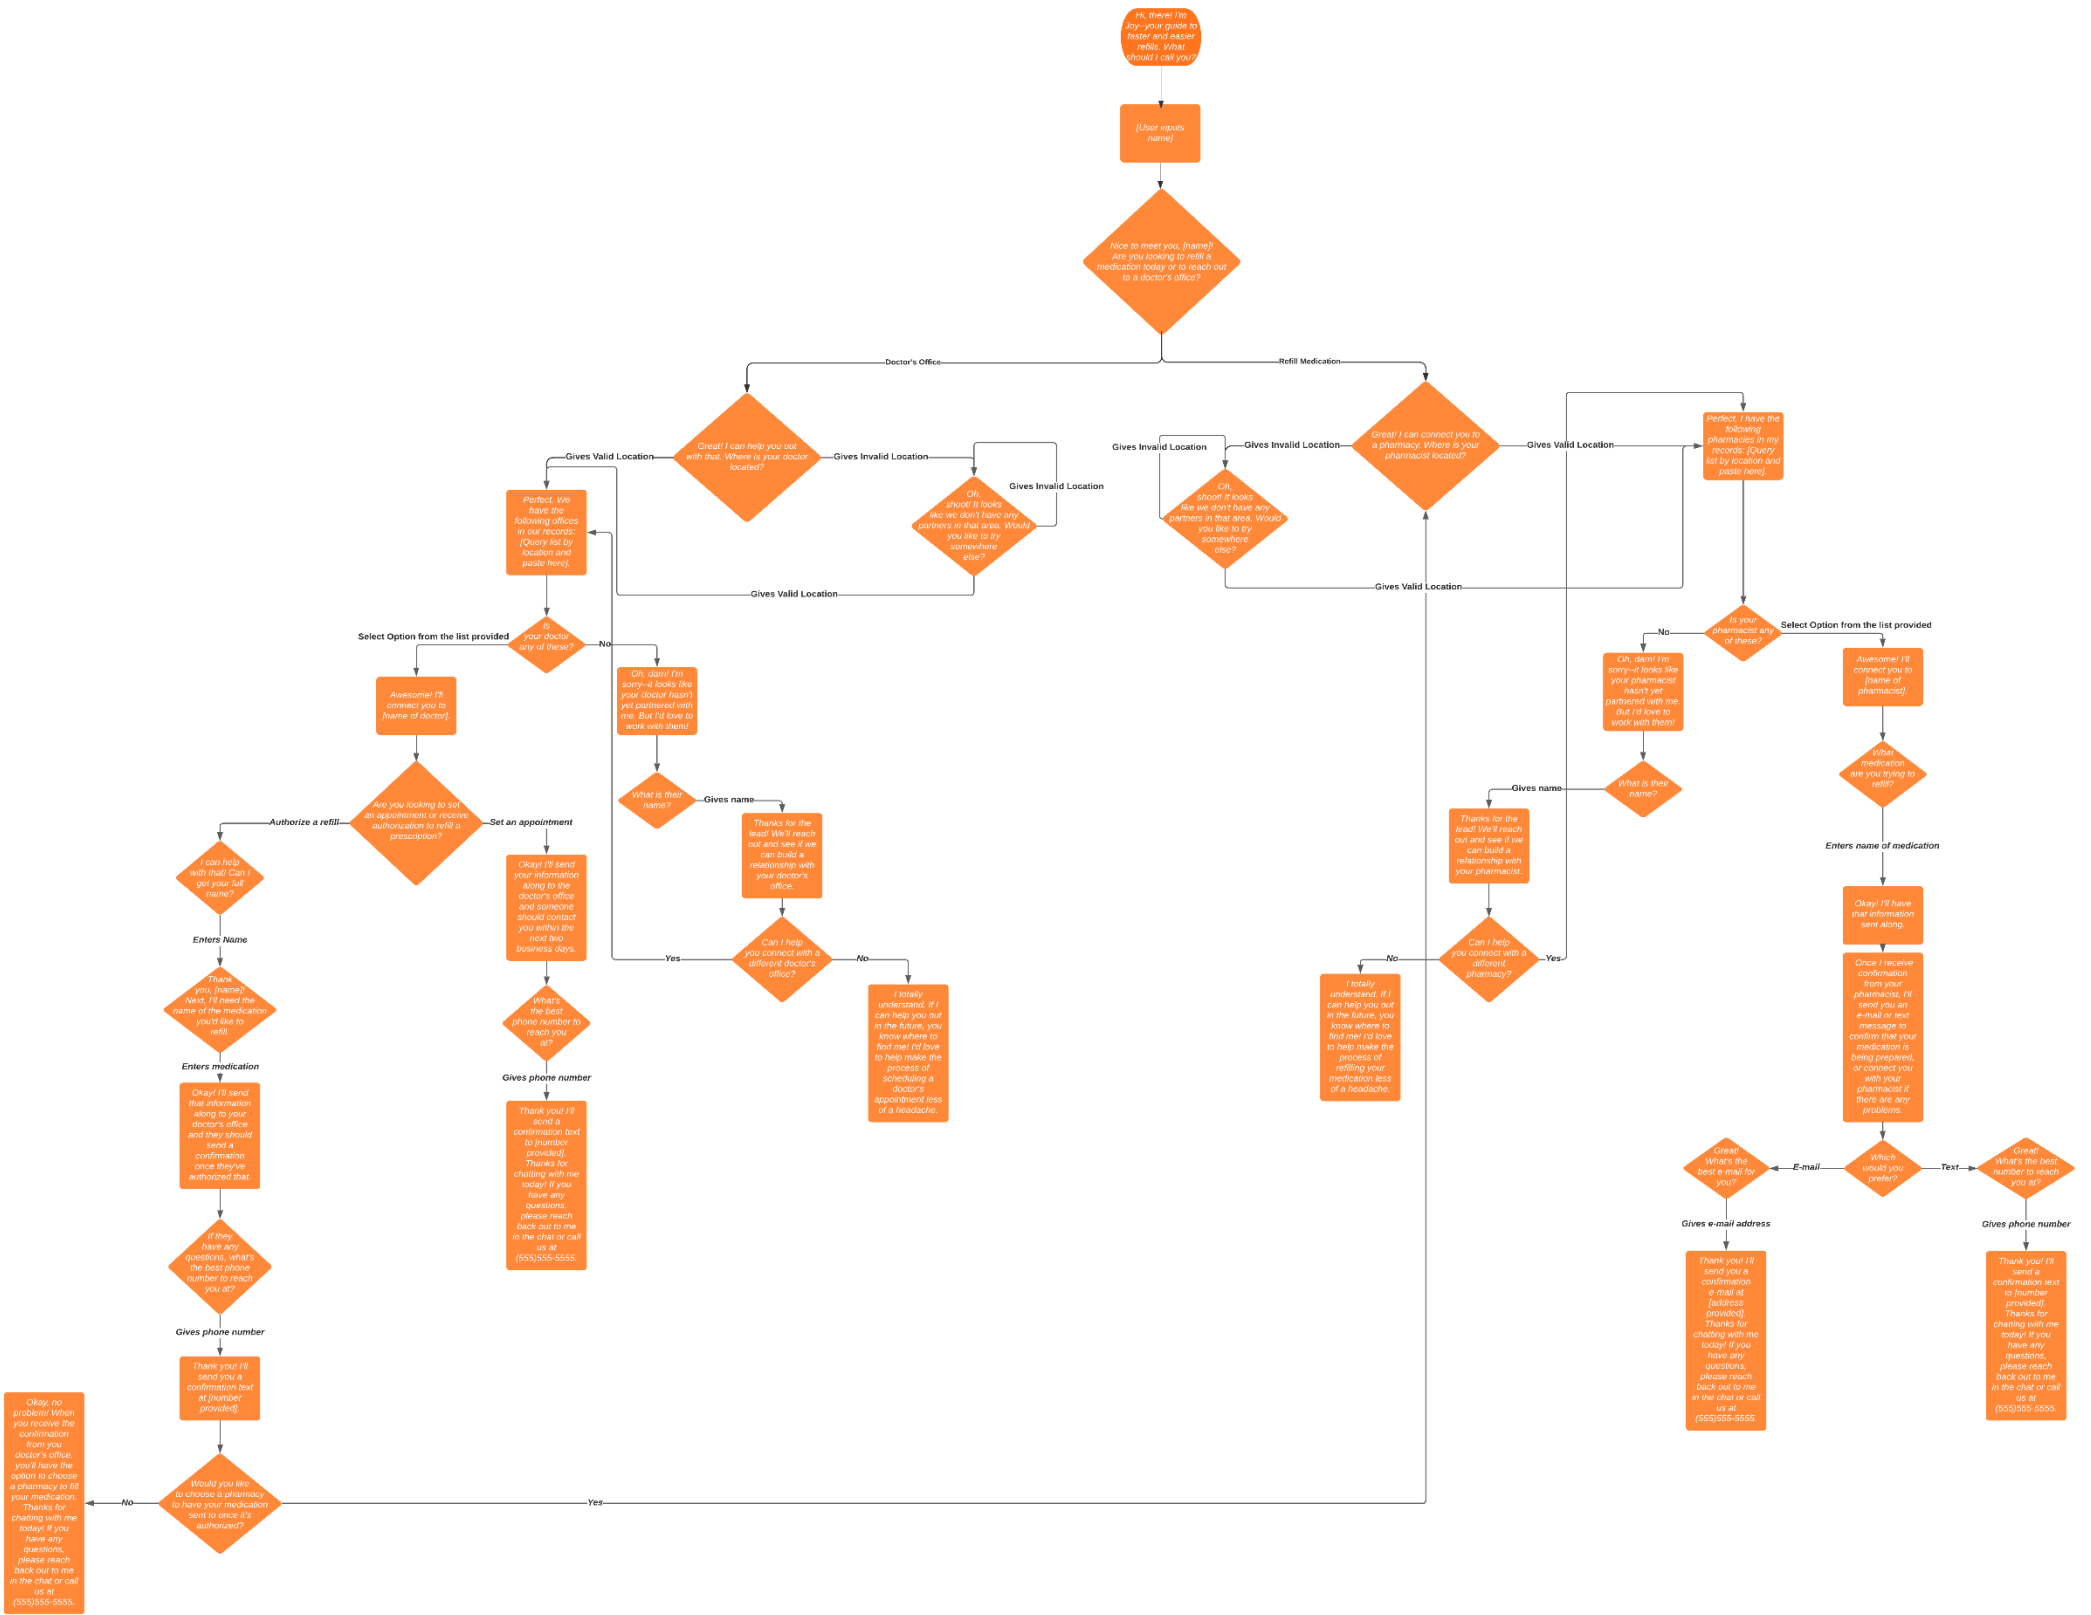 Hi, there! I'm
Joy--your guide to
faster and easier
refills. What
should I call you?
[User inputs
name]
Nice to meet you, [name]!
Are you looking to refill a
medication today or to reach out
to a doctor's office?
Doctor's Office
Refill Medication
Great! I can help you out
with that. Where is your doctor
located?
Gives Valid Location
Gives Invalid Location
Gives Invalid Location
Oh,
shoot! It looks
like we don't have any
partners in that area. Would
you like to try
somewhere
else?
Gives Valid Location
Perfect. We
have the
following offices
in our records:
[Query list by
location and
paste here].
Is
your doctor
any of these?
Select Option from the list provided
No
Awesome! I'll
connect you to
[name of doctor].
Oh, darn! I'm
sorry--it looks like
your doctor hasn't
yet partnered with
me. But I'd love to
work with them!
What is their
name?
Gives name
Thanks for the
lead! We'll reach
out and see if we
can build a
relationship with
your doctor's
office.
Can I help
you connect with a
different doctor's
office?
Yes
No
I totally
understand. If I
can help you out
in the future, you
know where to
find me! I'd love
to help make the
process of
scheduling a
doctor's
appointment less
of a headache.
Are you looking to set
an appointment or receive
authorization to refill a
prescription?
Authorize a refill
Set an appointment
I can help
with that! Can I
get your full
name?
Enters Name
Thank
you, [name]!
Next, I'll need the
name of the medication
you'd like to
refill.
Enters medication
Okay! I'll send
that information
along to your
doctor's office
and they should
send a
confirmation
once they've
authorized that.
If they
have any
questions, what's
the best phone
number to reach
you at?
Gives phone number
Thank you! I'll
send you a
confirmation text
at [number
provided].
Would you like
to choose a pharmacy
to have your medication
sent to once it's
authorized?
No
Yes
Okay, no
problem! When
you receive the
confirmation
from you
doctor's office,
you'll have the
option to choose
a pharmacy to fill
your medication.
Thanks for
chatting with me
today! If you
have any
questions,
please reach
back out to me
in the chat or call
us at
(555)555-5555.
Okay! I'll send
your information
along to the
doctor's office
and someone
should contact
you within the
next two
business days.
What's
the best
phone number to
reach you
at?
Gives phone number
Thank you! I'll
send a
confirmation text
to [number
provided].
Thanks for
chatting with me
today! If you
have any
questions,
please reach
back out to me
in the chat or call
us at
(555)555-5555.
Great! I can connect you to
a pharmacy. Where is your
pharmacist located?
Gives Invalid Location
Gives Invalid Location
Gives Valid Location
Oh,
shoot! It looks
like we don't have any
partners in that area. Would
you like to try
somewhere
else?
Gives Valid Location
Perfect. I have the
following
pharmacies in my
records: [Query
list by location and
paste here].
Is your
pharmacist any
of these?
No
Select Option from the list provided
Oh, darn! I'm
sorry--it looks like
your pharmacist
hasn't yet
partnered with me.
But I'd love to
work with them!
What is their
name?
Gives name
Thanks for the
lead! We'll reach
out and see if we
can build a
relationship with
your pharmacist.
Can I help
you connect with a
different
pharmacy?
No
Yes
I totally
understand. If I
can help you out
in the future, you
know where to
find me! I'd love
to help make the
process of
refilling your
medication less
of a headache.
Awesome! I'll
connect you to
[name of
pharmacist].
What
medication
are you trying to
refill?
Enters name of medication
Okay! I'll have
that information
sent along.
Once I receive
confirmation
from your
pharmacist, I'll
send you an
e-mail or text
message to
confirm that your
medication is
being prepared,
or connect you
with your
pharmacist if
there are any
problems.
Which
would you
prefer?
E-mail
Text
Great!
What's the
best e-mail for
you?
Gives e-mail address
Thank you! I'll
send you a
confirmation
e-mail at
[address
provided].
Thanks for
chatting with me
today! If you
have any
questions,
please reach
back out to me
in the chat or call
us at
(555)555-5555.
Great!
What's the best
number to reach
you at?
Gives phone number
Thank you! I'll
send a
confirmation text
to [number
provided].
Thanks for
chatting with me
today! If you
have any
questions,
please reach
back out to me
in the chat or call
us at
(555)555-5555.